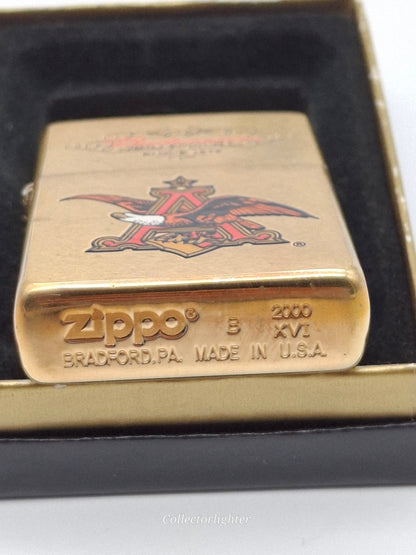 A
®
zippo® B 2000
XVI
BRADFORD, PA. MADE IN U.S.A.
Collectorlighter